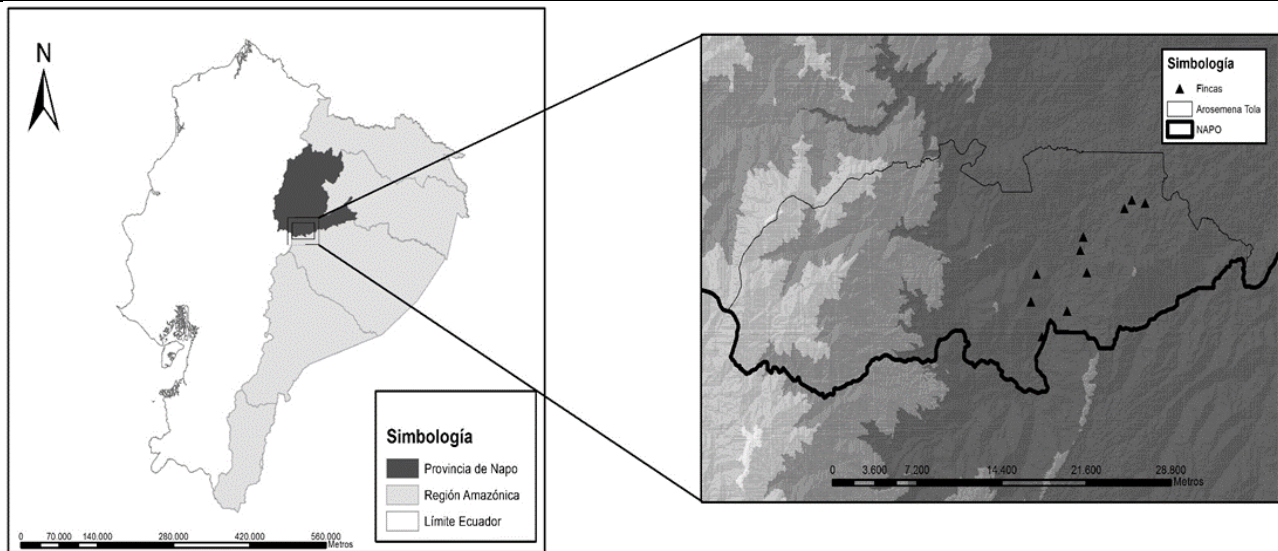 N
Simbología
Provincia de Napo
Región Amazónica
Límite Ecuador
0 70.000 140.000 280.000 420.000 560.000
Metros
Simbología
Fincas
Arosemena Tola
NAPO
0 3.600 7.200 14.400 21.600 28.800
Metros